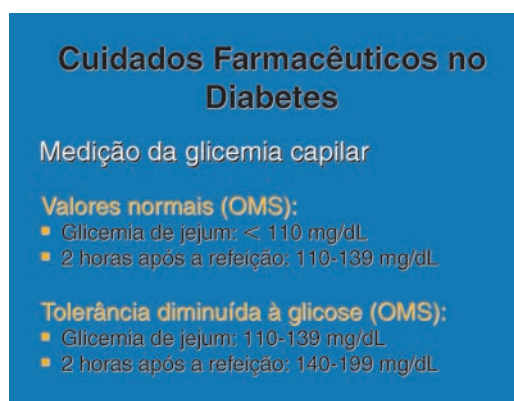 Cuidados Farmacêuticos no
Diabetes
Medição da glicemia capilar
Valores normais (OMS):
▪ Glicemia de jejum: < 110 mg/dL
▪ 2 horas após a refeição: 110-139 mg/dL
Tolerância diminuída à glicose (OMS):
▪ Glicemia de jejum: 110-139 mg/dL
▪ 2 horas após a refeição: 140-199 mg/dL